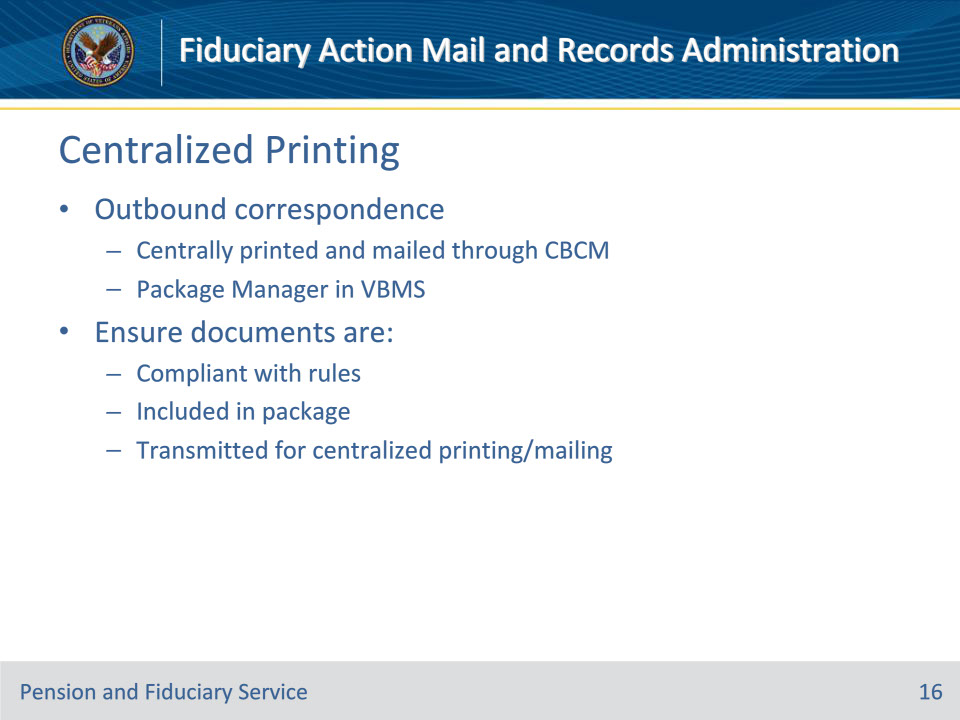 Fiduciary Action Mail and Records Administration
Centralized Printing
• Outbound correspondence
– Centrally printed and mailed through CBCM
– Package Manager in VBMS
• Ensure documents are:
– Compliant with rules
– Included in package
– Transmitted for centralized printing/mailing
Pension and Fiduciary Service
16